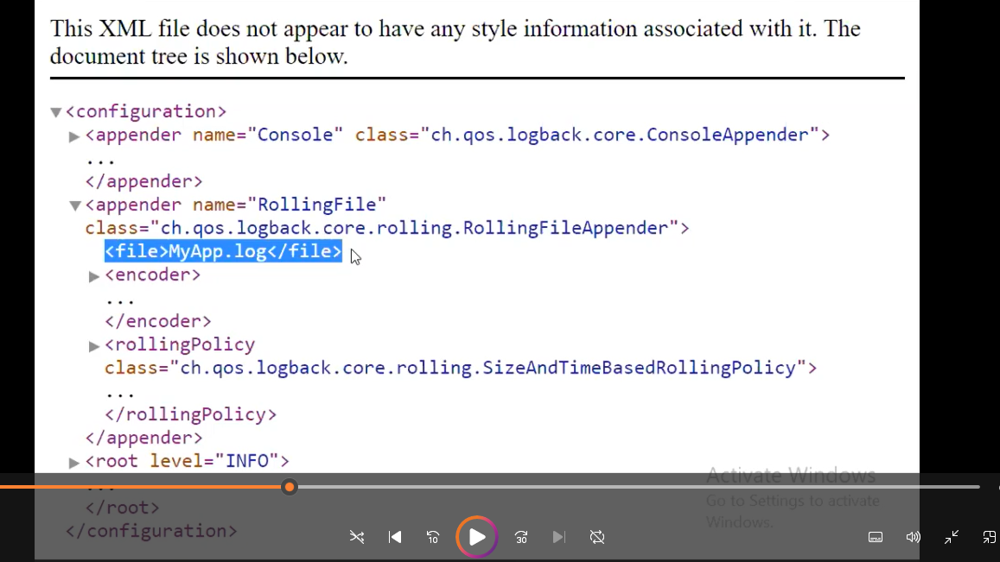 This XML file does not appear to have any style information associated with it. The
document tree is shown below.
▼<configuration>
▶<appender name="Console" class="ch.qos.logback.core.ConsoleAppender">
...
</appender>
▼<appender name="RollingFile"
class="ch.qos.logback.core.rolling.RollingFileAppender">
<file>MyApp.log</file>
▶<encoder>
...
</encoder>
▶<rollingPolicy
class="ch.qos.logback.core.rolling.SizeAndTimeBasedRollingPolicy">
...
</rollingPolicy>
</appender>
▶<root level="INFO">
...
</root>
</configuration>
Activate Windows
Go to Settings to activate
Windows.
10
30